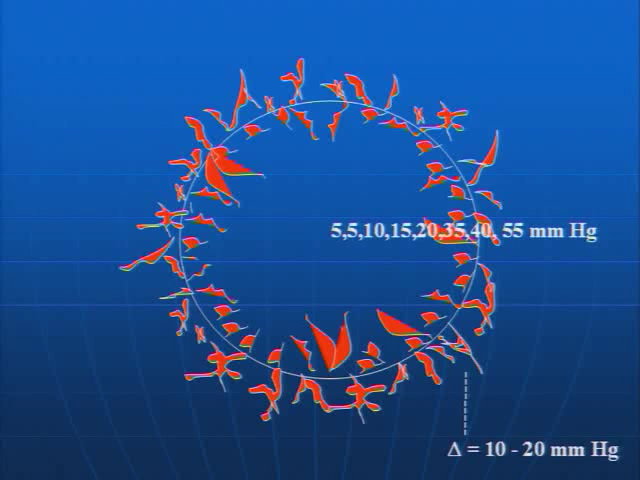 5,5,10,15,20,35,40, 55 mm Hg
Δ = 10 - 20 mm Hg